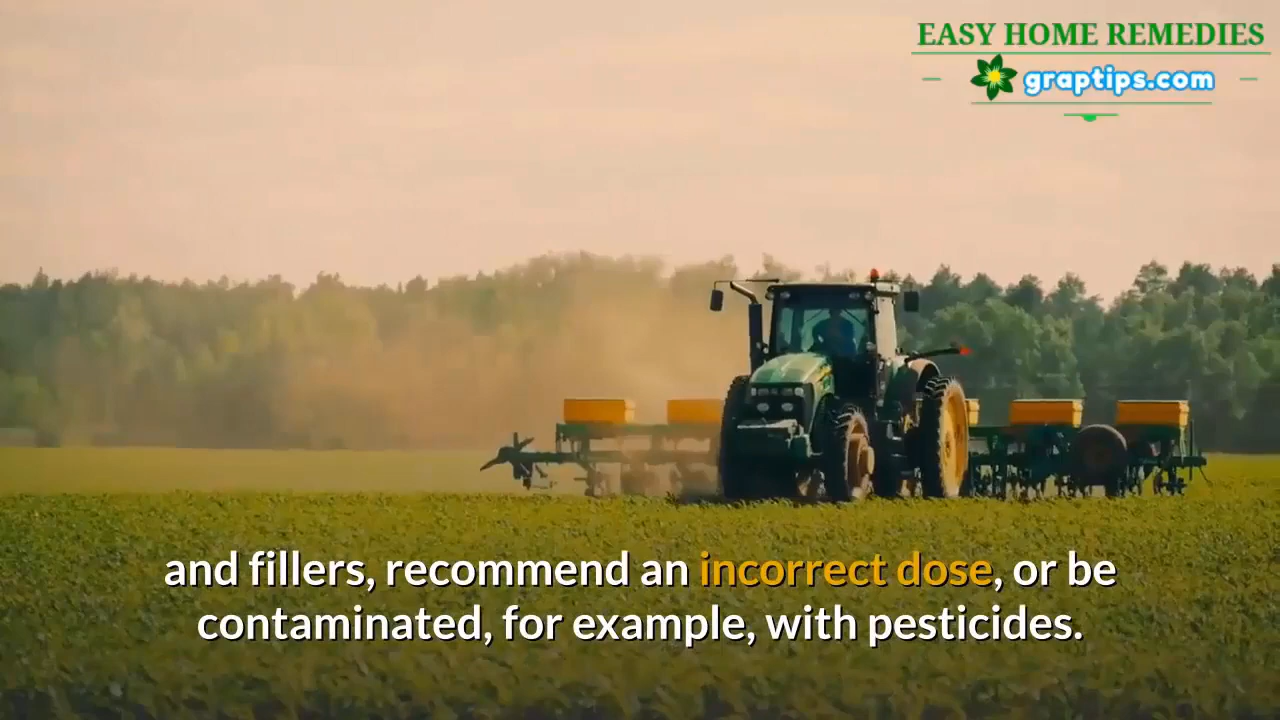 EASY HOME REMEDIES
graptips.com
and fillers, recommend an incorrect dose, or be
contaminated, for example, with pesticides.